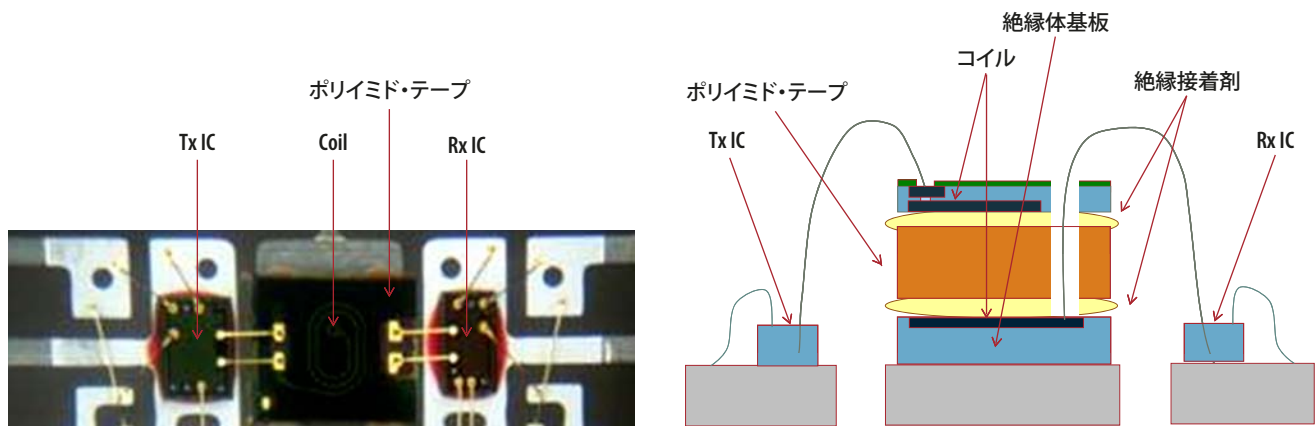 ポリイミド・テープ
Tx IC
Coil
Rx IC
絶縁体基板
コイル
絶縁接着剤
ポリイミド・テープ
Tx IC
Rx IC